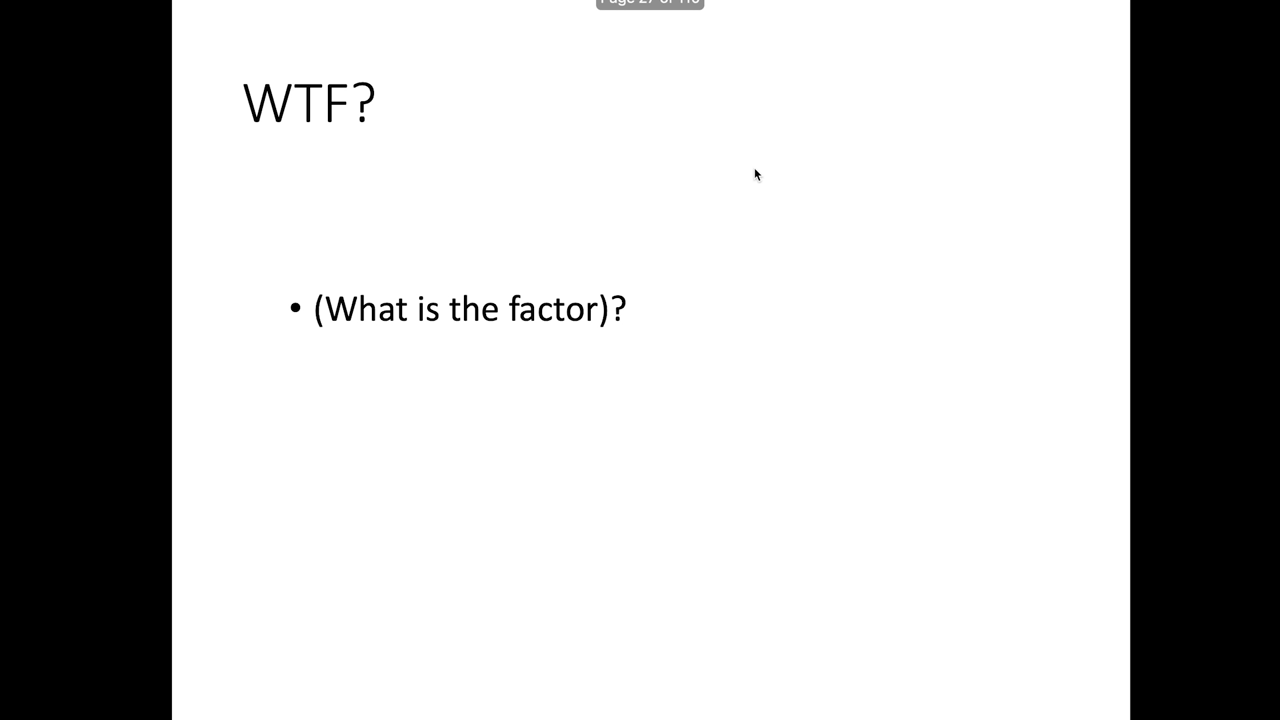 WTF?
• (What is the factor)?